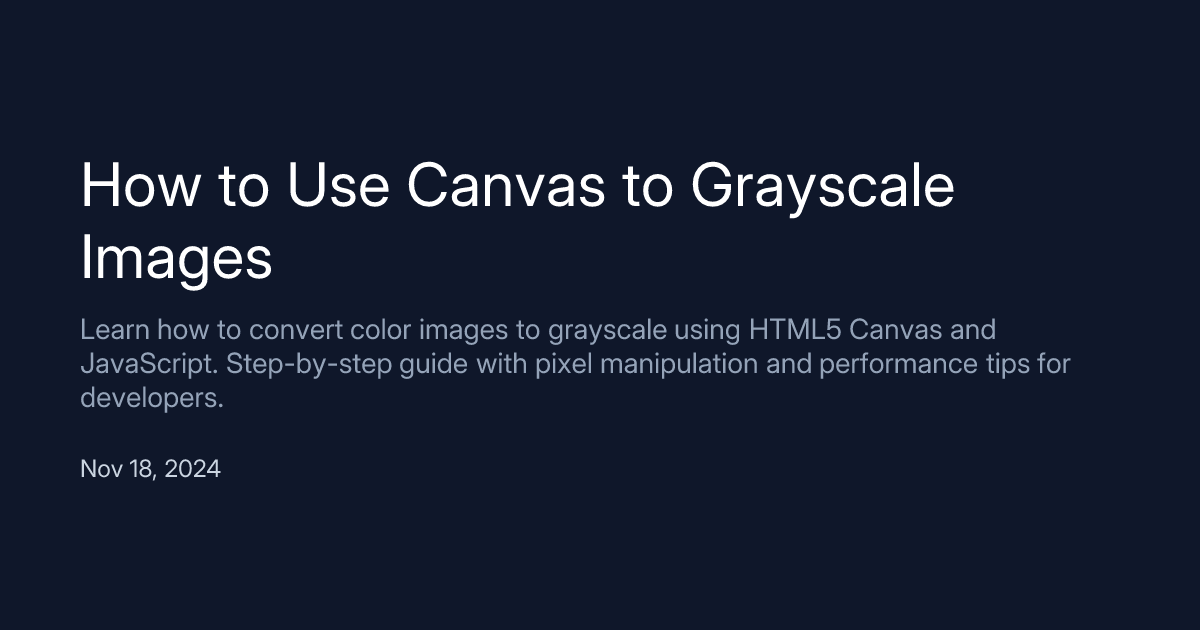 How to Use Canvas to Grayscale
Images
Learn how to convert color images to grayscale using HTML5 Canvas and
JavaScript. Step-by-step guide with pixel manipulation and performance tips for
developers.
Nov 18, 2024